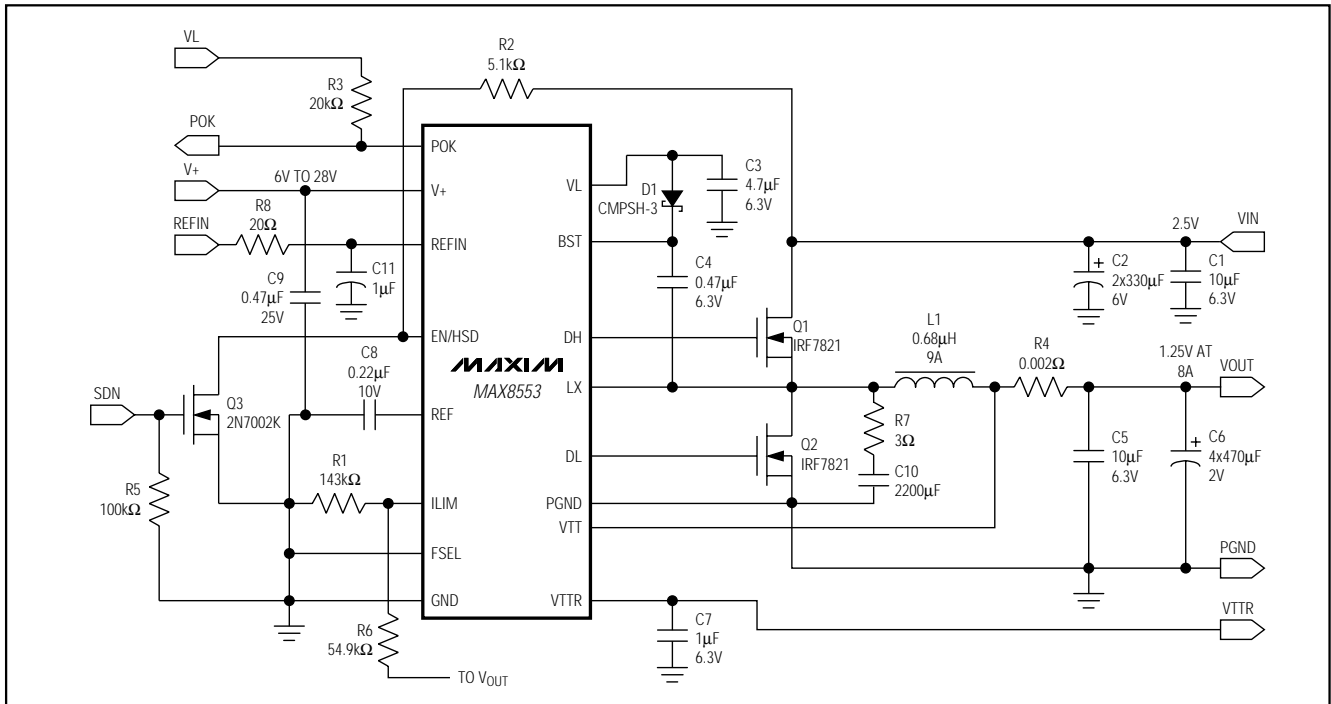 VL
R3
20kΩ
POK
V+
6V TO 28V
REFIN
R8
20Ω
C9
0.47μF
25V
C11
1μF
SDN
Q3
2N7002K
R5
100kΩ
C8
0.22μF
10V
R1
143kΩ
R6
54.9kΩ
TO VOUT
R2
5.1kΩ
POK
V+
REFIN
EN/HSD
REF
ILIM
FSEL
GND
MAXIM
MAX8553
VL
BST
DH
LX
DL
PGND
VTT
VTTR
D1
CMPSH-3
C3
4.7μF
6.3V
C4
0.47μF
6.3V
Q1
IRF7821
Q2
IRF7821
L1
0.68μH
9A
R7
3Ω
C10
2200μF
R4
0.002Ω
2.5V
VIN
+
C2
2x330μF
6V
C1
10μF
6.3V
1.25V AT
8A
VOUT
C5
10μF
6.3V
+
C6
4x470μF
2V
PGND
C7
1μF
6.3V
VTTR